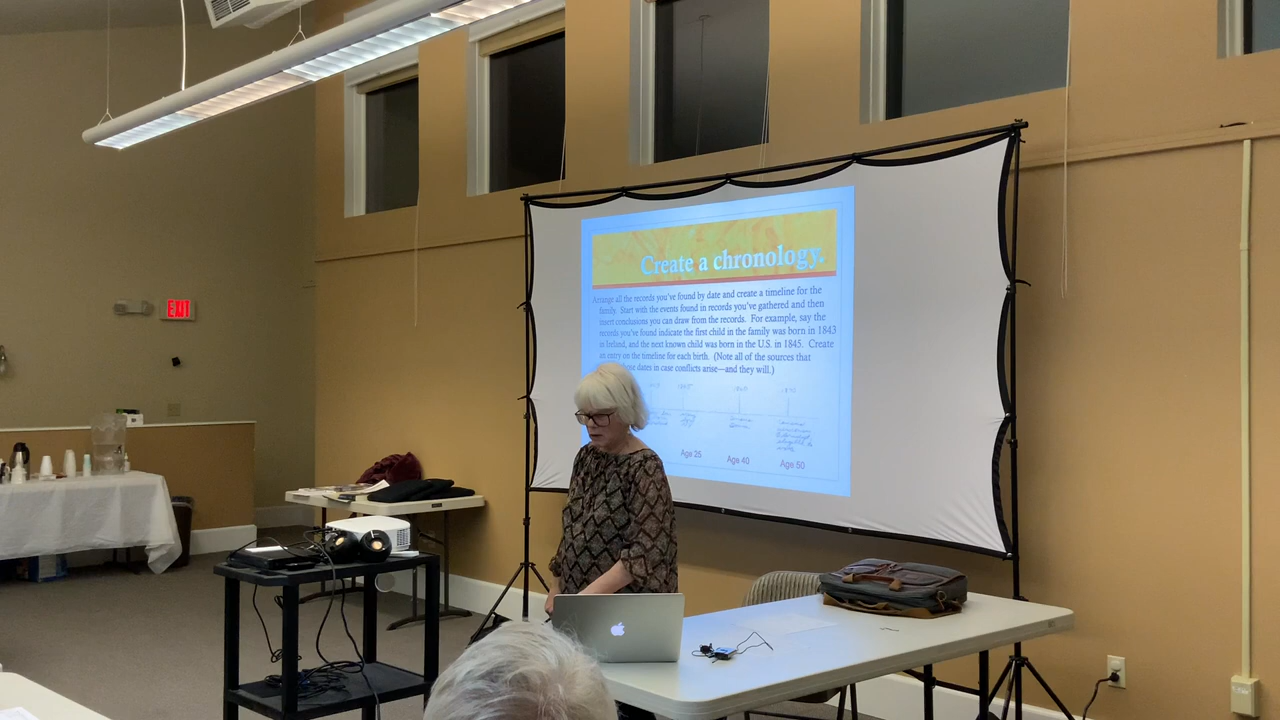 EXIT
Create a chronology.
Arrange all the records you've found by date and create a timeline for the
family. Start with the events found in records you've gathered and then
insert conclusions you can draw from the records. For example, say the
records you've found indicate the first child in the family was born in 1843
in Ireland, and the next known child was born in the U.S. in 1845. Create
an entry on the timeline for each birth. (Note all of the sources that
those dates in case conflicts arise—and they will.)
Age 25
Age 40
Age 50